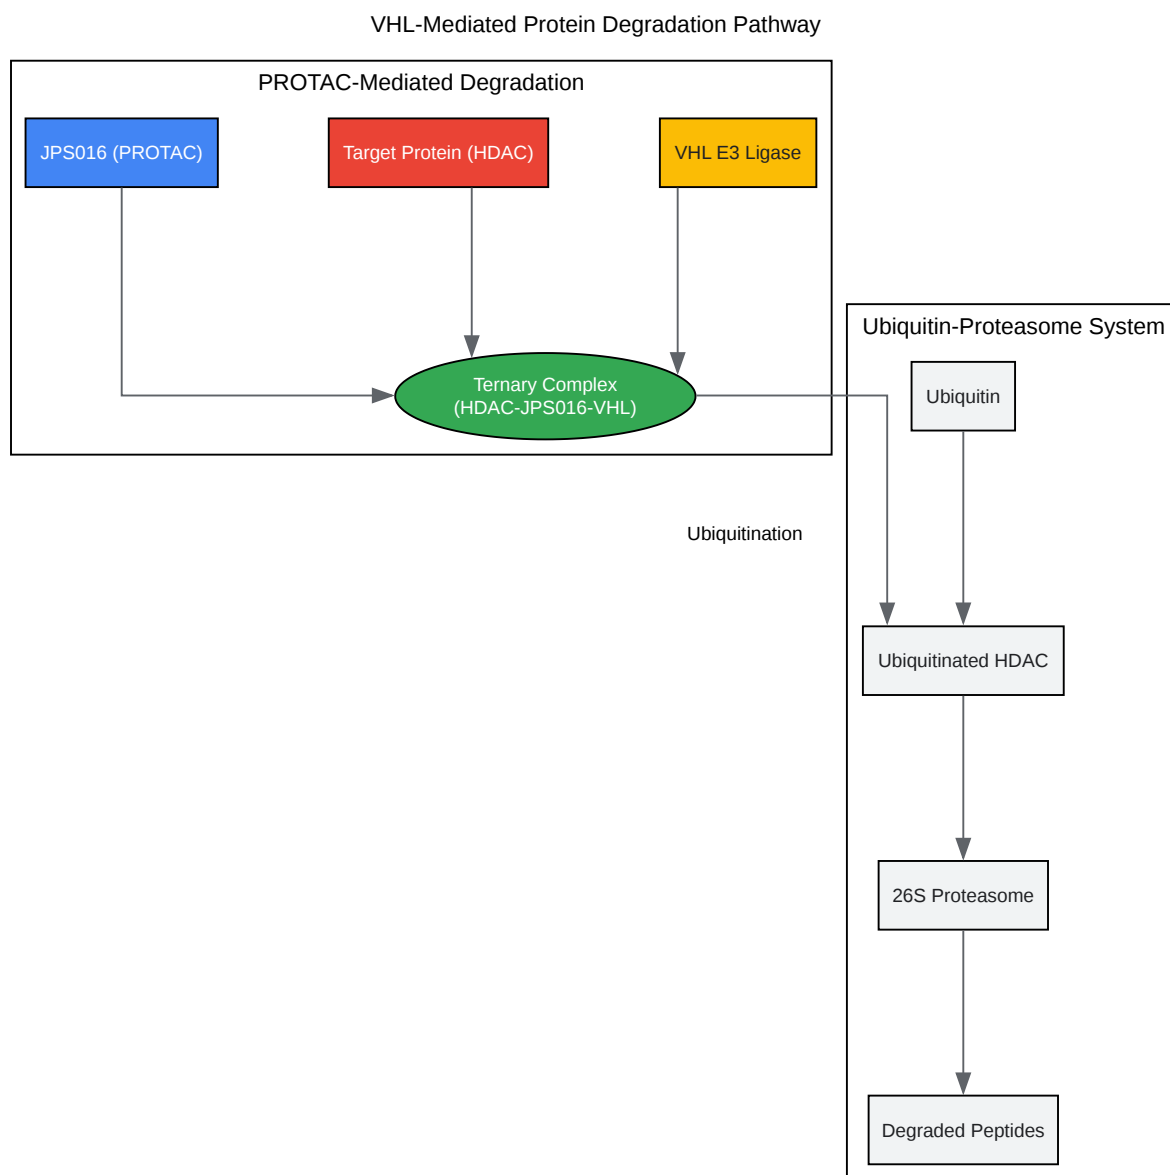 VHL-Mediated Protein Degradation Pathway
PROTAC-Mediated Degradation
JPS016 (PROTAC)
Target Protein (HDAC)
VHL E3 Ligase
Ternary Complex
(HDAC-JPS016-VHL)
Ubiquitin-Proteasome System
Ubiquitin
Ubiquitination
Ubiquitinated HDAC
26S Proteasome
Degraded Peptides